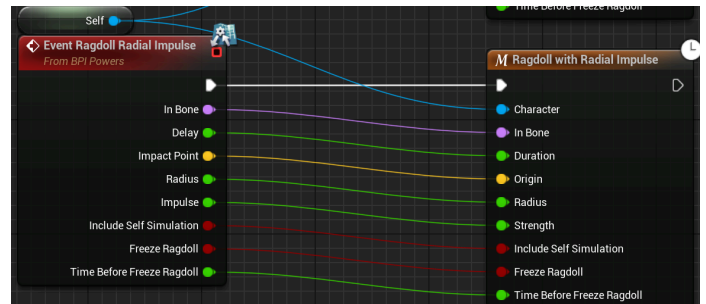 Time Before Freeze Ragdoll
Self
Event Ragdoll Radial Impulse
From BPI Powers
M Ragdoll with Radial Impulse
In Bone
Delay
Impact Point
Radius
Impulse
Include Self Simulation
Freeze Ragdoll
Time Before Freeze Ragdoll
Character
In Bone
Duration
Origin
Radius
Strength
Include Self Simulation
Freeze Ragdoll
Time Before Freeze Ragdoll